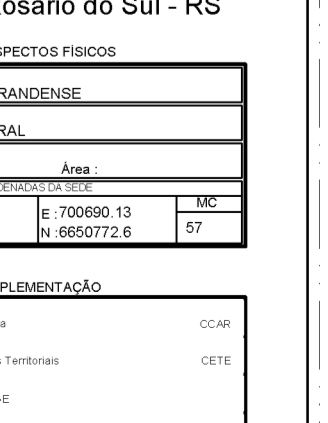 Rosário do Sul - RS
SPECTOS FÍSICOS
RANDENSE
RAL
Área :
DENADAS DA SEDE
MC
E :700690.13
N :6650772.6
57
PLEMENTAÇÃO
a
CCAR
s Territoriais
CETE
E